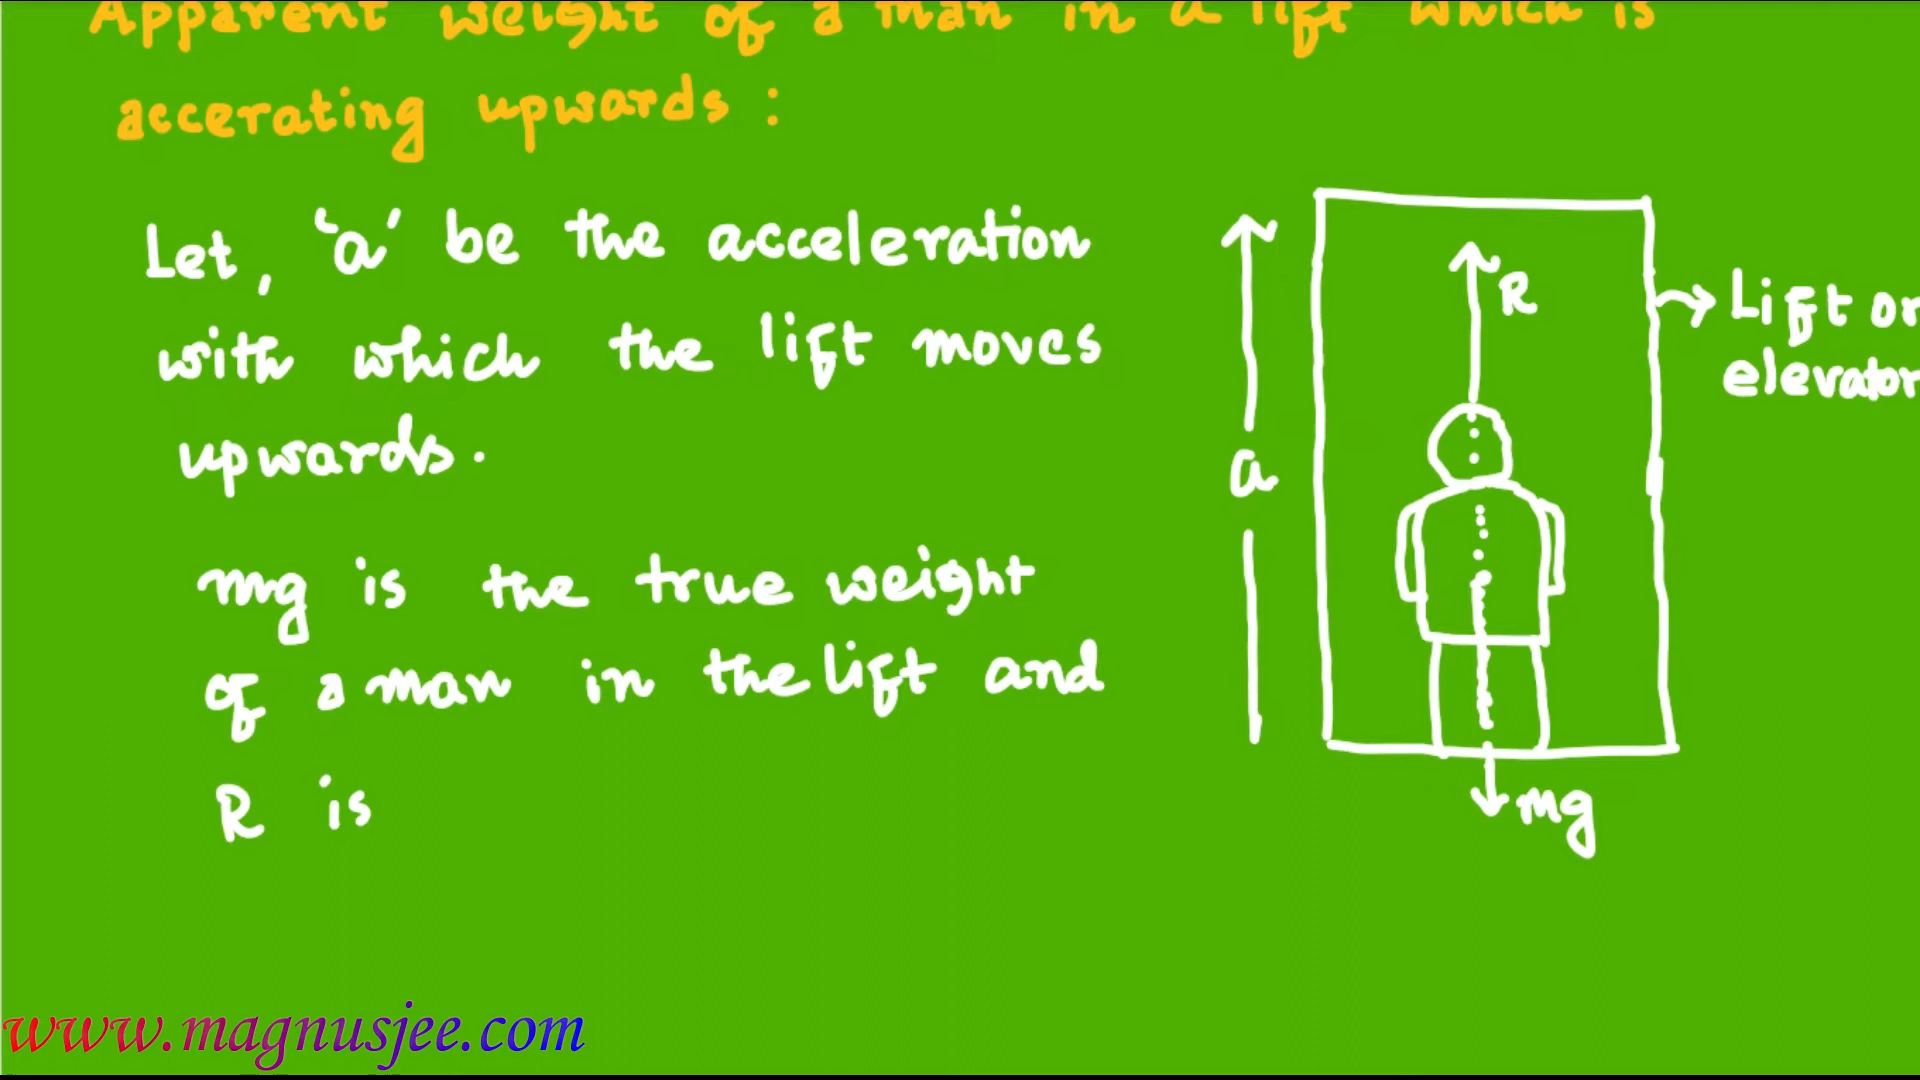 Apparent weight of a man in a lift which is
accerating upwards :
Let, 'a' be the acceleration
with which the lift moves
upwards.
mg is the true weight
of a man in the lift and
R is
a
R
Lift or
elevator
mg
www.magnusjee.com